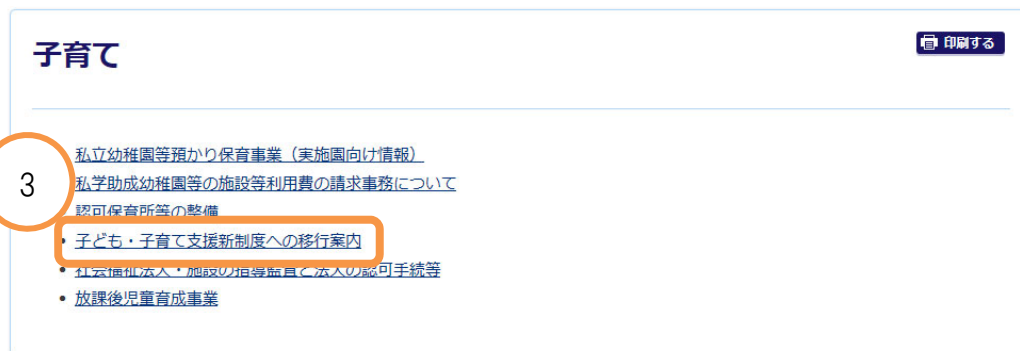 子育て
印刷する
私立幼稚園等預かり保育事業（実施園向け情報）
3
私学助成幼稚園等の施設等利用費の請求事務について
認可保育所等の整備
• 子ども・子育て支援新制度への移行案内
• 社会福祉法人・施設の指導監査と法人の認可手続等
• 放課後児童育成事業